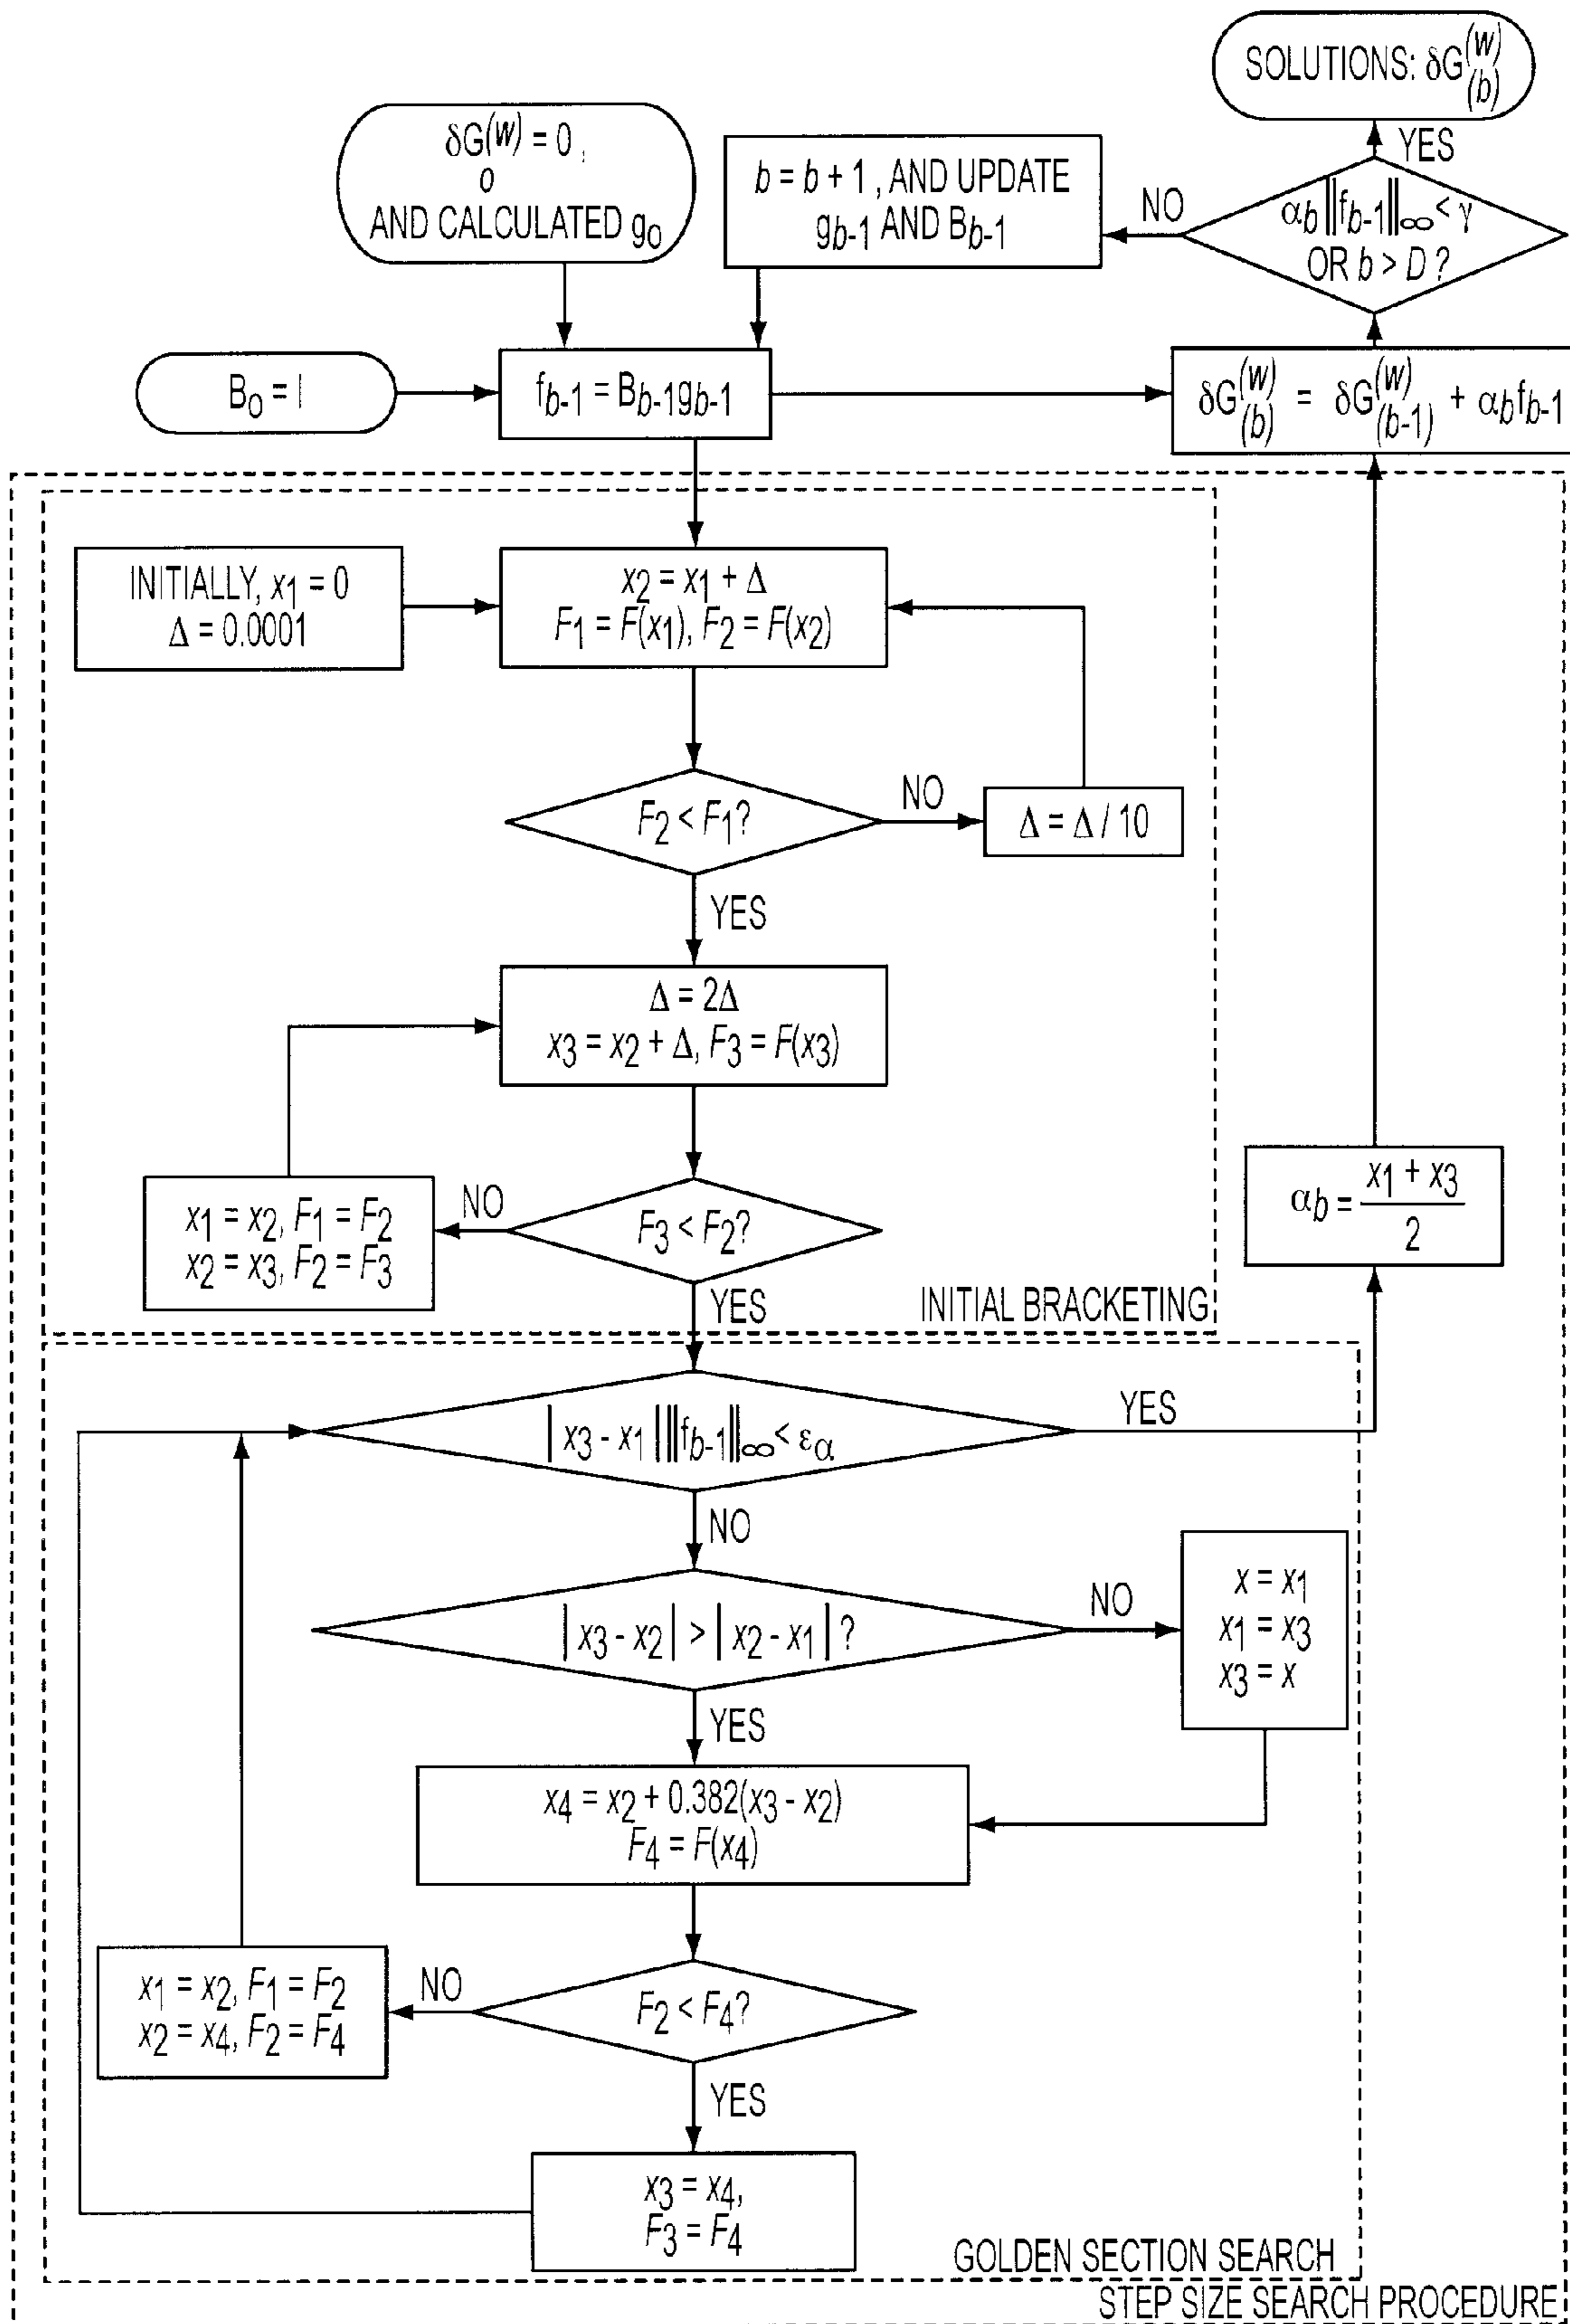 SOLUTIONS: δG(w)(b)
YES
αb‖fb-1‖∞ < γ
OR b > D ?
NO
b = b + 1 , AND UPDATE
gb-1 AND Bb-1
δG(w) = 0 ,
o
AND CALCULATED go
B0 = I
fb-1 = Bb-1gb-1
δG(w)(b) = δG(w)(b-1) + αbfb-1
INITIALLY, x1 = 0
Δ = 0.0001
x2 = x1 + Δ
F1 = F(x1), F2 = F(x2)
F2 < F1?
NO
Δ = Δ / 10
YES
Δ = 2Δ
x3 = x2 + Δ, F3 = F(x3)
F3 < F2?
NO
x1 = x2, F1 = F2
x2 = x3, F2 = F3
YES
INITIAL BRACKETING
αb = x1 + x3
2
|x3 - x1|‖fb-1‖∞ < εα
YES
NO
|x3 - x2| > |x2 - x1| ?
NO
x = x1
x1 = x3
x3 = x
YES
x4 = x2 + 0.382(x3 - x2)
F4 = F(x4)
F2 < F4?
NO
x1 = x2, F1 = F2
x2 = x4, F2 = F4
YES
x3 = x4,
F3 = F4
GOLDEN SECTION SEARCH
STEP SIZE SEARCH PROCEDURE